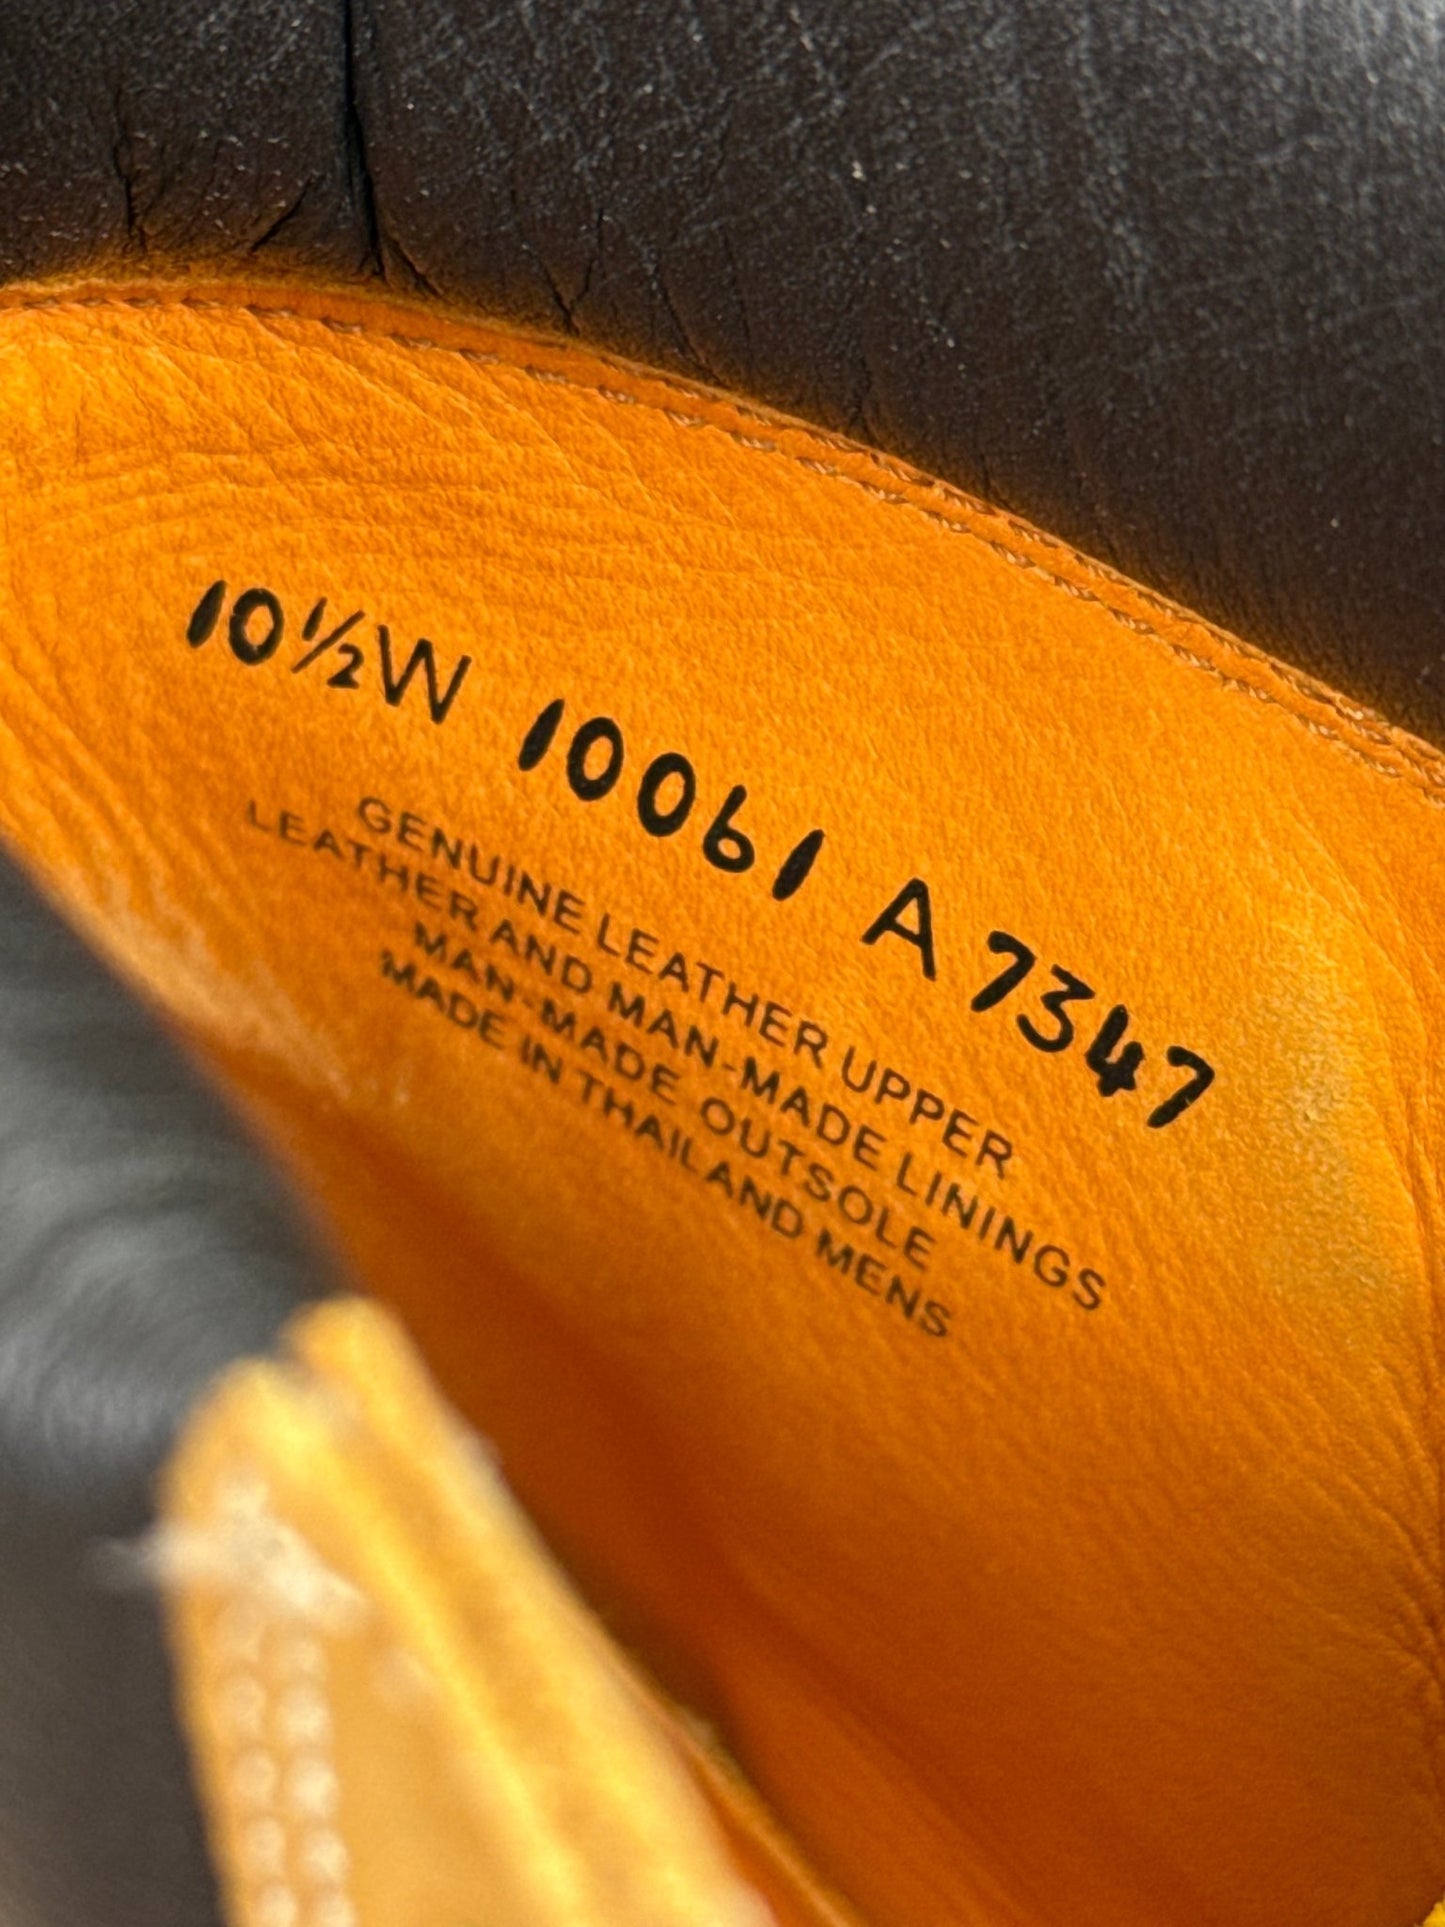 10½W 10061 A7347
GENUINE LEATHER UPPER
LEATHER AND MAN-MADE LININGS
MAN-MADE OUTSOLE
MADE IN THAILAND MENS